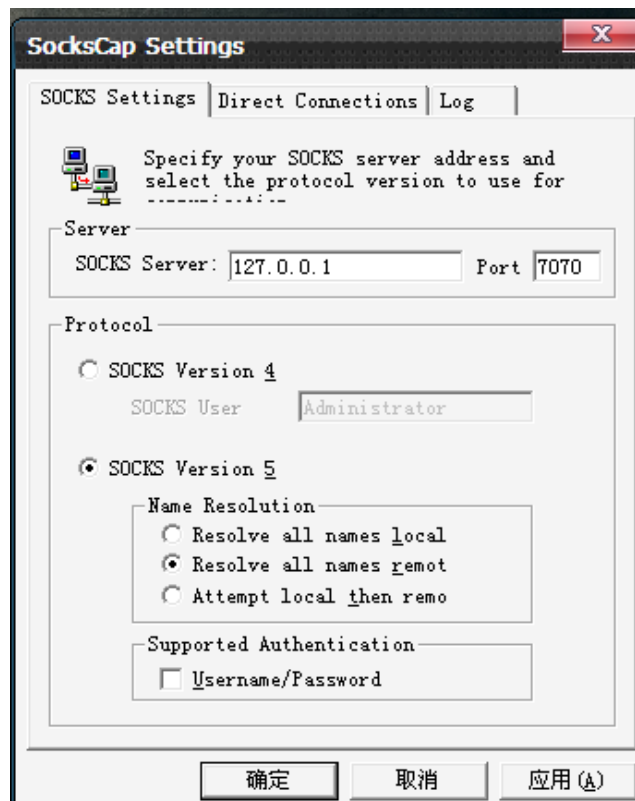 SocksCap Settings
SOCKS Settings Direct Connections Log
Specify your SOCKS server address and
select the protocol version to use for
Server
SOCKS Server: 127.0.0.1 Port 7070
Protocol
SOCKS Version 4
SOCKS User Administrator
SOCKS Version 5
Name Resolution
Resolve all names local
Resolve all names remot
Attempt local then remo
Supported Authentication
Username/Password
确定 取消 应用(A)